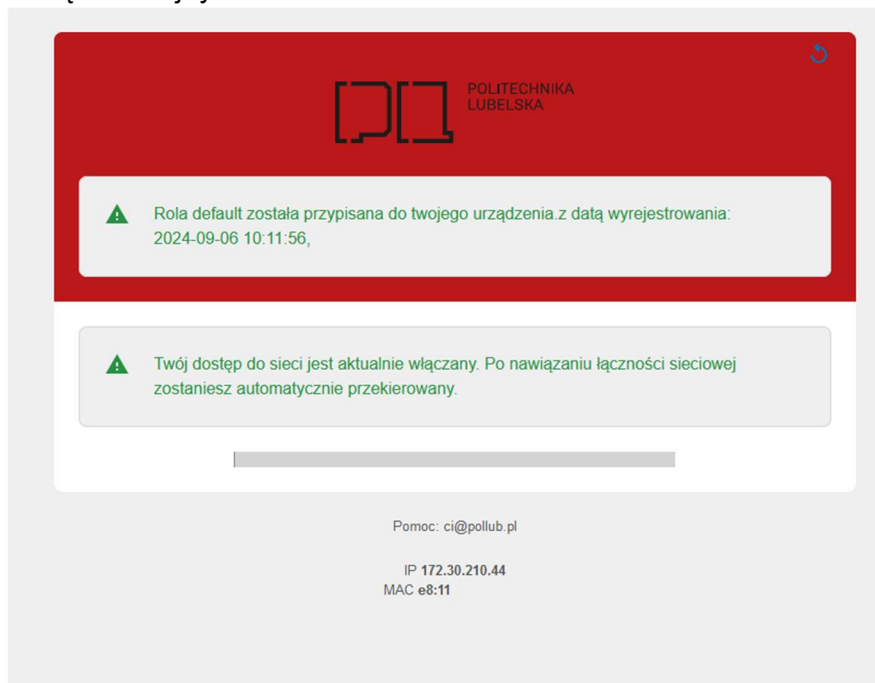 POLITECHNIKA
LUBELSKA
Rola default została przypisana do twojego urządzenia.z datą wyrejestrowania:
2024-09-06 10:11:56,
Twój dostęp do sieci jest aktualnie włączany. Po nawiązaniu łączności sieciowej
zostaniesz automatycznie przekierowany.
Pomoc: ci@pollub.pl
IP 172.30.210.44
MAC e8:11